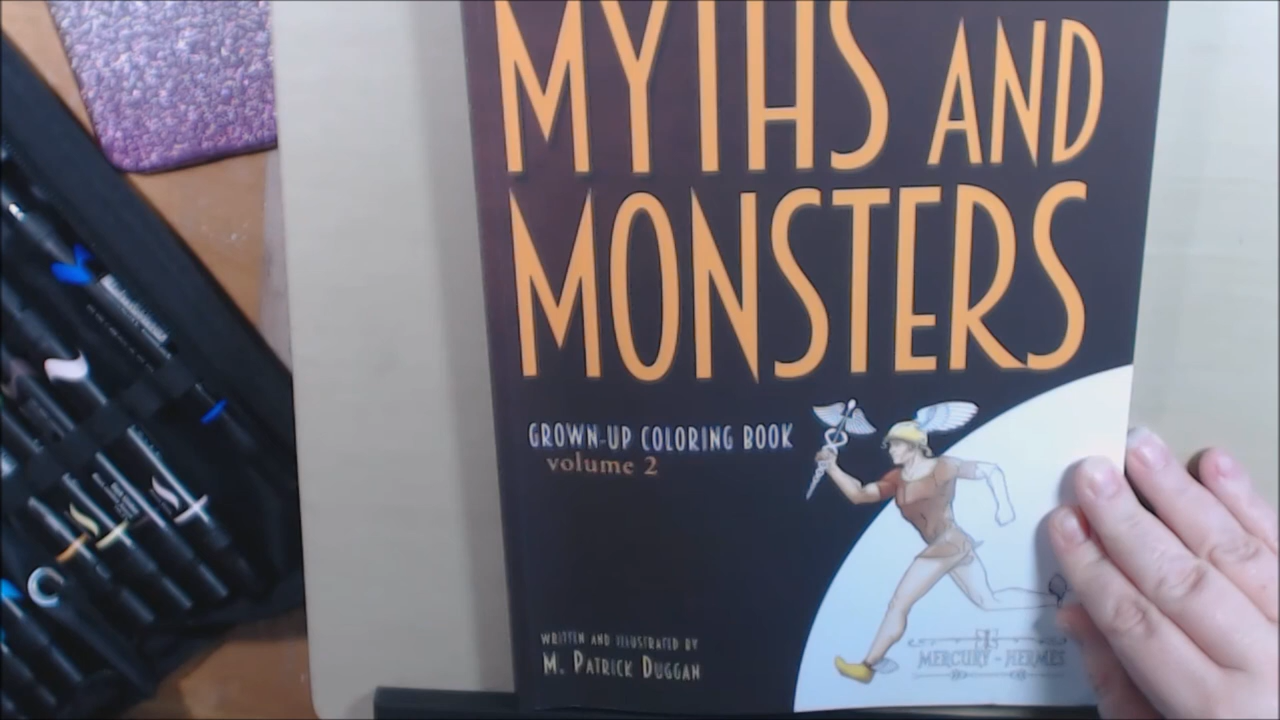 MYTHS AND
MONSTERS
GROWN-UP COLORING BOOK
volume 2
WRITTEN AND ILLUSTRATED BY
M. PATRICK DUGGAN
MERCURY - HERMES